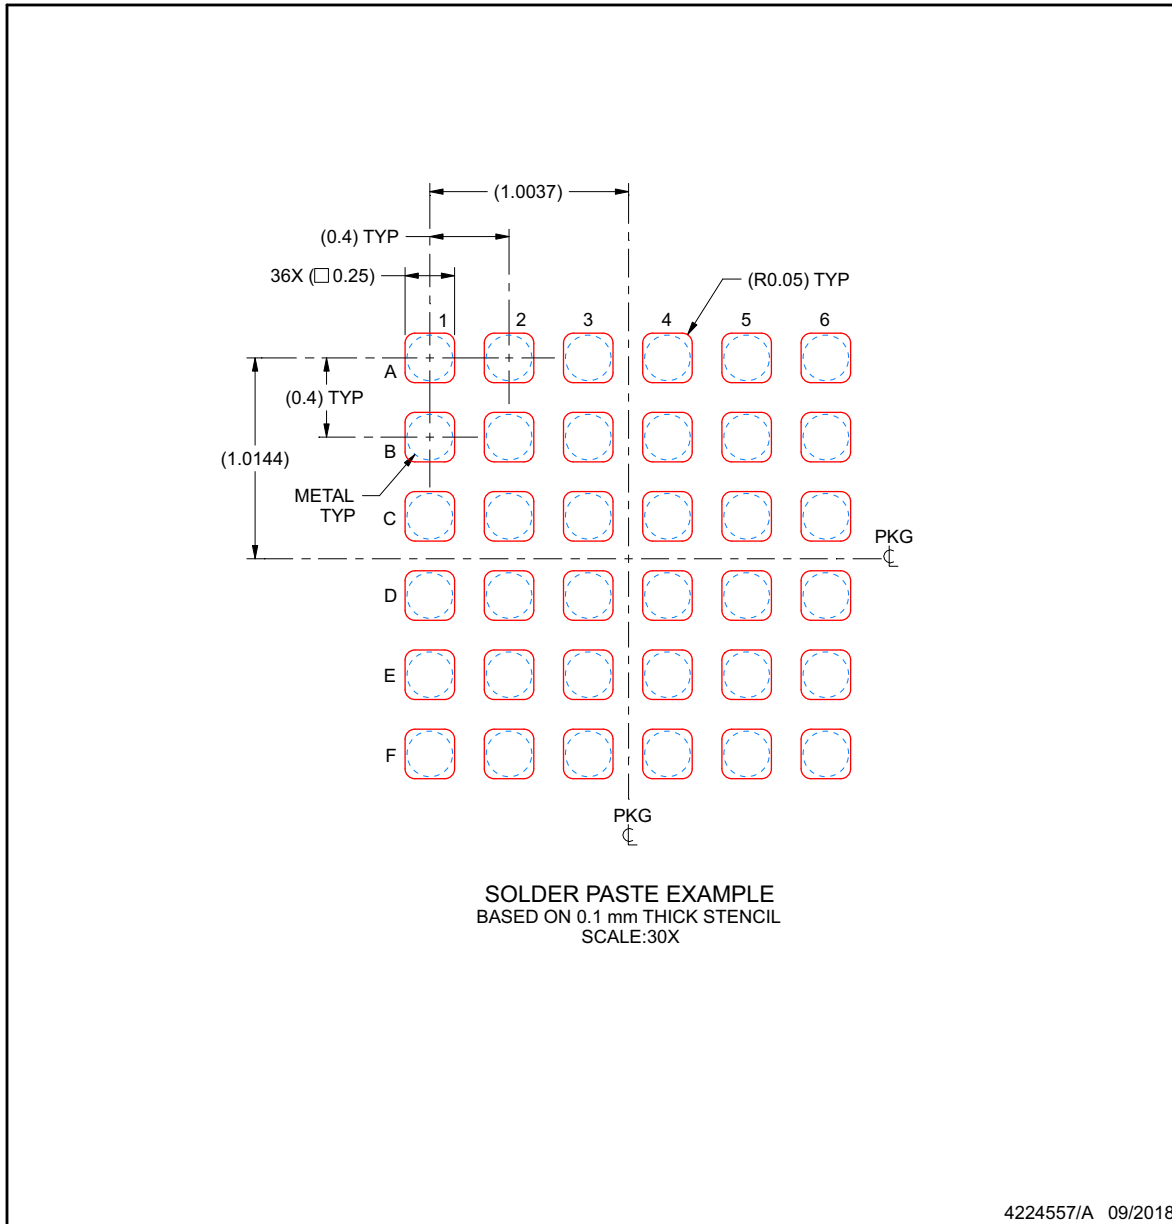 (1.0037)
(0.4) TYP
36X (□ 0.25)
(R0.05) TYP
1 2 3 4 5 6
A
(0.4) TYP
B
(1.0144)
METAL
TYP
C
PKG
℄
D
E
F
PKG
℄
SOLDER PASTE EXAMPLE
BASED ON 0.1 mm THICK STENCIL
SCALE:30X
4224557/A 09/2018